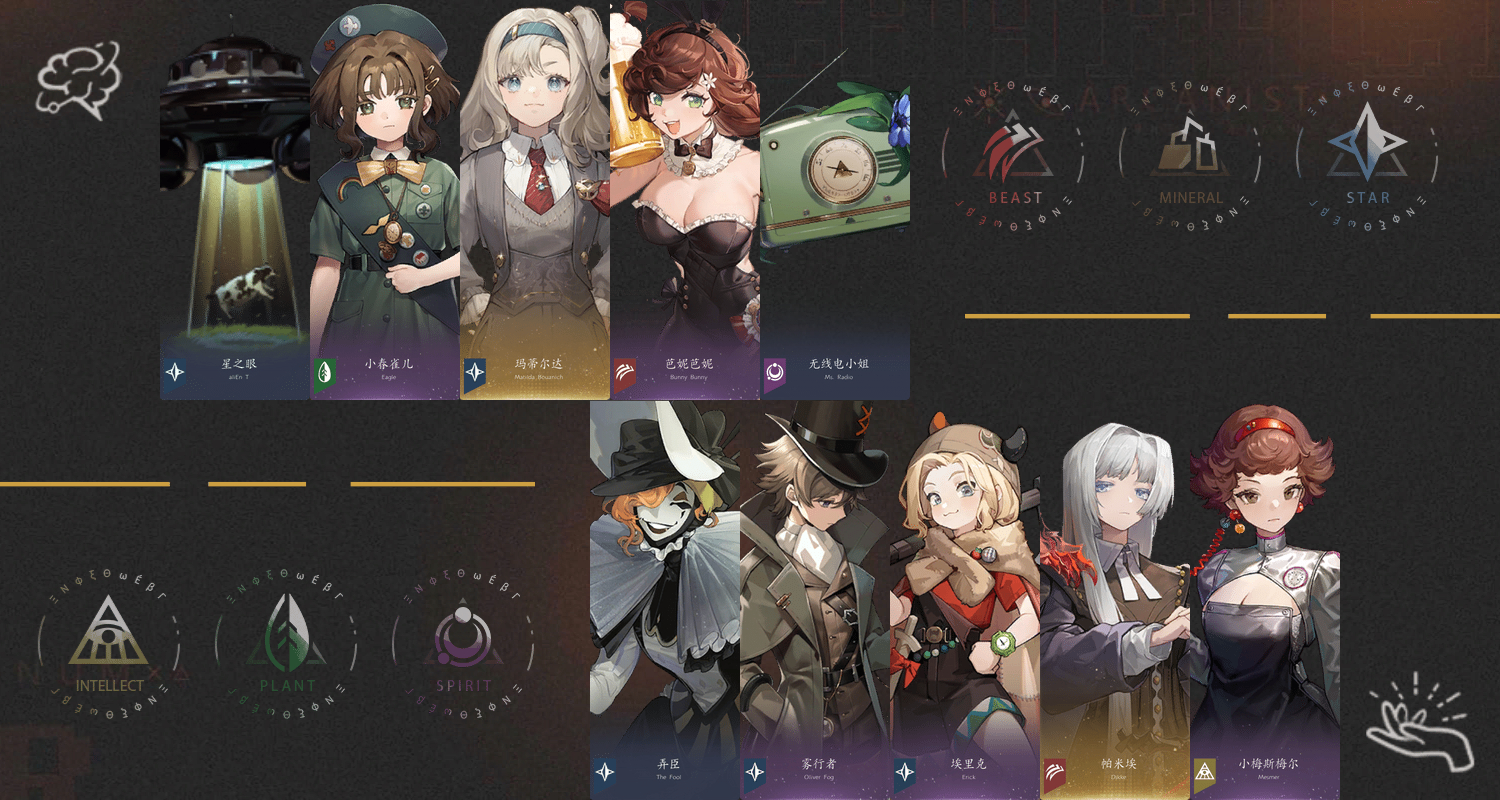 星之眼
aliEn T
小春雀儿
Eagle
玛蒂尔达
Matilda Bouanich
芭妮芭妮
Bunny Bunny
无线电小姐
Ms. Radio
ARCANIST
BEAST
MINERAL
STAR
INTELLECT
PLANT
SPIRIT
弄臣
The Fool
雾行者
Oliver Fog
埃里克
Erick
帕米埃
Dikke
小梅斯梅尔
Mesmer